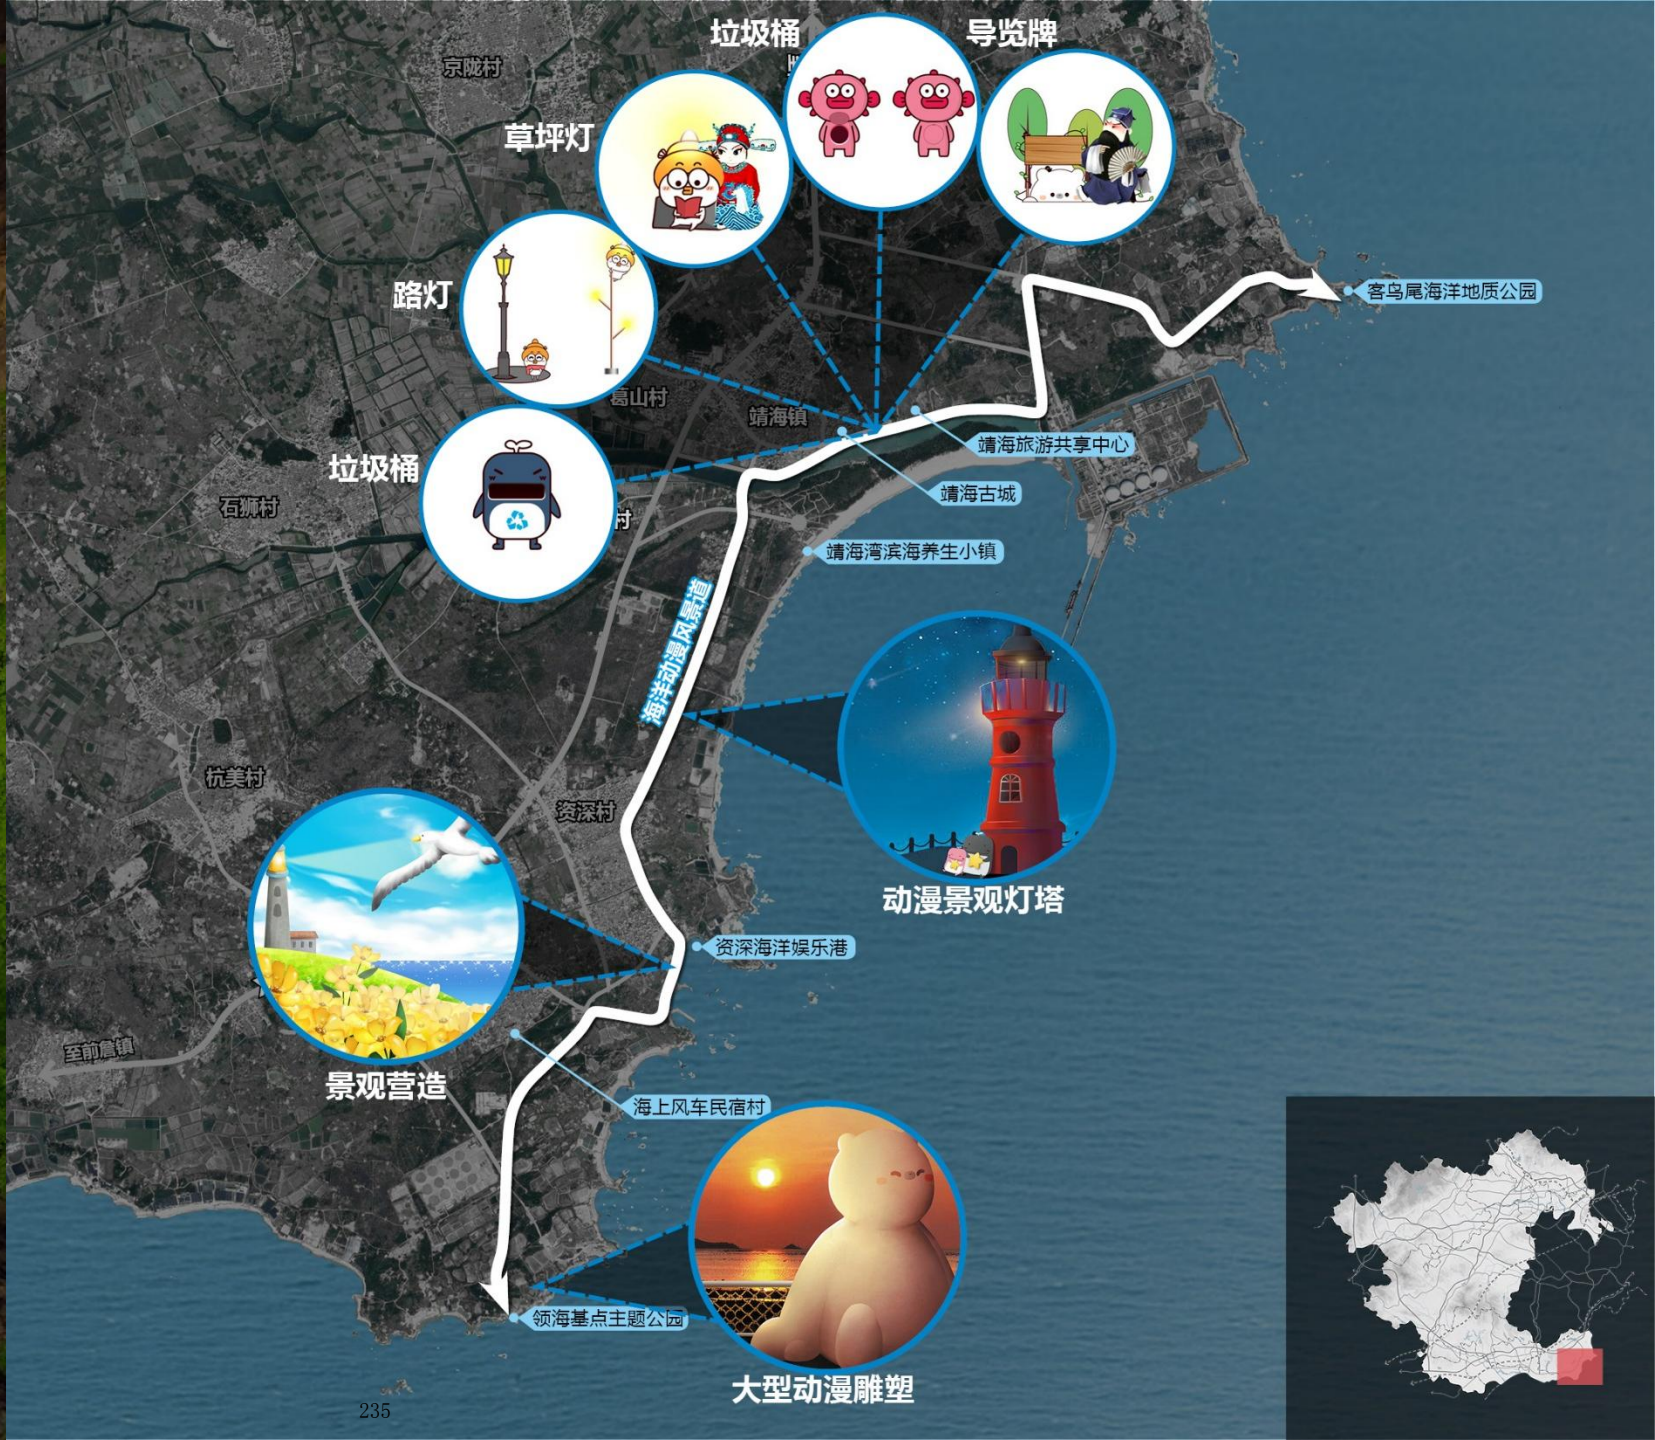 垃圾桶
导览牌
京陇村
草坪灯
路灯
客鸟尾海洋地质公园
葛山村
靖海镇
靖海旅游共享中心
垃圾桶
靖海古城
石狮村
村
靖海湾滨海养生小镇
海洋动漫风景道
杭美村
资深村
动漫景观灯塔
资深海洋娱乐港
至前詹镇
景观营造
海上风车民宿村
领海基点主题公园
大型动漫雕塑
235